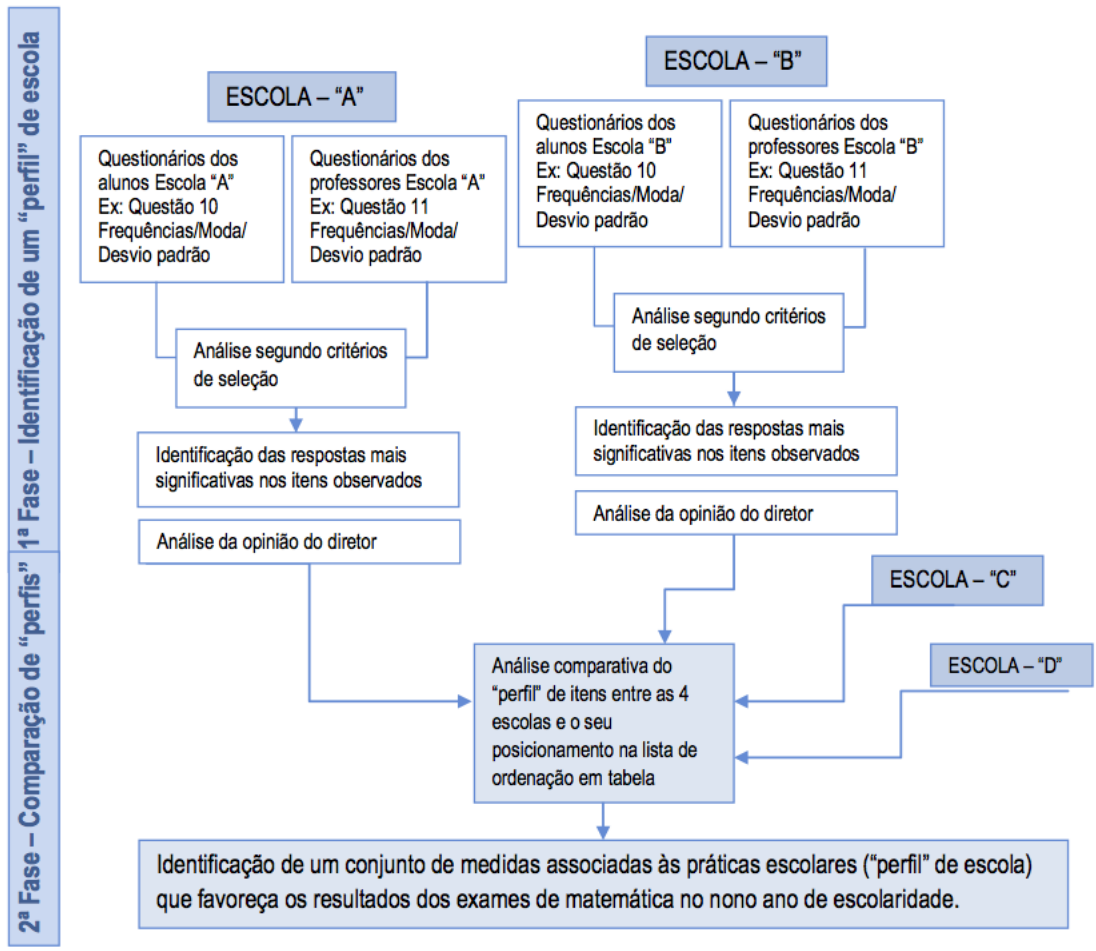 1ª Fase – Identificação de um “perfil” de escola
ESCOLA – “A”
Questionários dos
alunos Escola “A”
Ex: Questão 10
Frequências/Moda/
Desvio padrão
Questionários dos
professores Escola “A”
Ex: Questão 11
Frequências/Moda/
Desvio padrão
Análise segundo critérios
de seleção
Identificação das respostas mais
significativas nos itens observados
Análise da opinião do diretor
ESCOLA – “B”
Questionários dos
alunos Escola “B”
Ex: Questão 10
Frequências/Moda/
Desvio padrão
Questionários dos
professores Escola “B”
Ex: Questão 11
Frequências/Moda/
Desvio padrão
Análise segundo critérios
de seleção
Identificação das respostas mais
significativas nos itens observados
Análise da opinião do diretor
2ª Fase – Comparação de “perfis”
ESCOLA – “C”
ESCOLA – “D”
Análise comparativa do
“perfil” de itens entre as 4
escolas e o seu
posicionamento na lista de
ordenação em tabela
Identificação de um conjunto de medidas associadas às práticas escolares (“perfil” de escola)
que favoreça os resultados dos exames de matemática no nono ano de escolaridade.